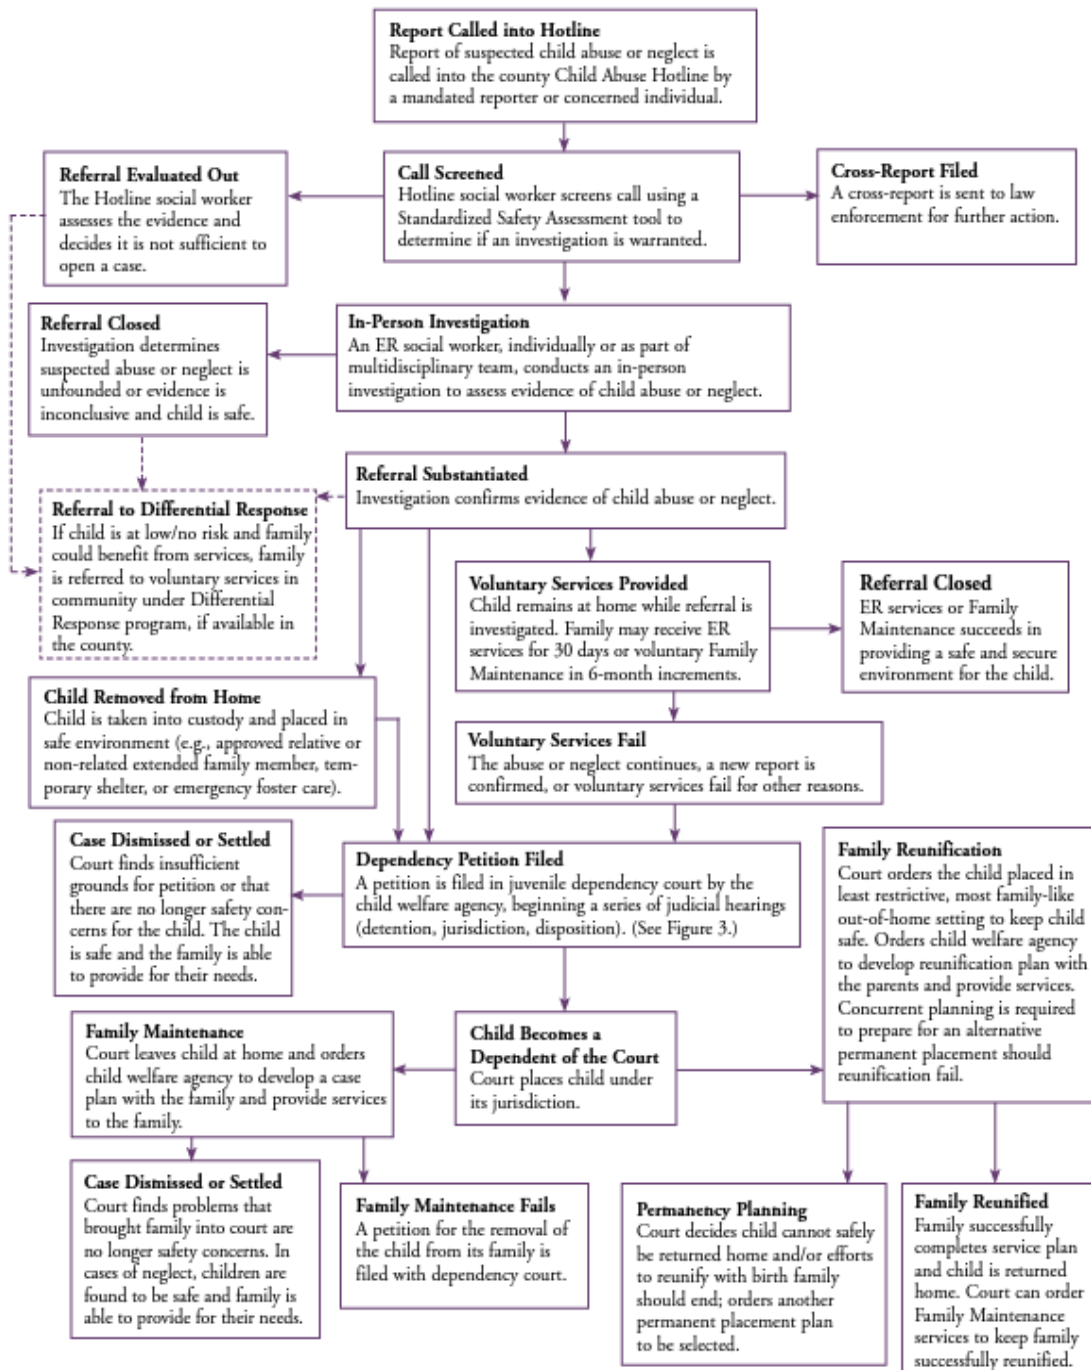 Report Called into Hotline
Report of suspected child abuse or neglect is
called into the county Child Abuse Hotline by
a mandated reporter or concerned individual.
Referral Evaluated Out
The Hotline social worker
assesses the evidence and
decides it is not sufficient to
open a case.
Call Screened
Hotline social worker screens call using a
Standardized Safety Assessment tool to
determine if an investigation is warranted.
Cross-Report Filed
A cross-report is sent to law
enforcement for further action.
Referral Closed
Investigation determines
suspected abuse or neglect is
unfounded or evidence is
inconclusive and child is safe.
In-Person Investigation
An ER social worker, individually or as part of
multidisciplinary team, conducts an in-person
investigation to assess evidence of child abuse or neglect.
Referral Substantiated
Investigation confirms evidence of child abuse or neglect.
Referral to Differential Response
If child is at low/no risk and family
could benefit from services, family
is referred to voluntary services in
community under Differential
Response program, if available in
the county.
Voluntary Services Provided
Child remains at home while referral is
investigated. Family may receive ER
services for 30 days or voluntary Family
Maintenance in 6-month increments.
Referral Closed
ER services or Family
Maintenance succeeds in
providing a safe and secure
environment for the child.
Child Removed from Home
Child is taken into custody and placed in
safe environment (e.g., approved relative or
non-related extended family member, tem-
porary shelter, or emergency foster care).
Voluntary Services Fail
The abuse or neglect continues, a new report is
confirmed, or voluntary services fail for other reasons.
Case Dismissed or Settled
Court finds insufficient
grounds for petition or that
there are no longer safety con-
cerns for the child. The child
is safe and the family is able
to provide for their needs.
Dependency Petition Filed
A petition is filed in juvenile dependency court by the
child welfare agency, beginning a series of judicial hearings
(detention, jurisdiction, disposition). (See Figure 3.)
Family Reunification
Court orders the child placed in
least restrictive, most family-like
out-of-home setting to keep child
safe. Orders child welfare agency
to develop reunification plan with
the parents and provide services.
Concurrent planning is required
to prepare for an alternative
permanent placement should
reunification fail.
Family Maintenance
Court leaves child at home and orders
child welfare agency to develop a case
plan with the family and provide services
to the family.
Child Becomes a
Dependent of the Court
Court places child under
its jurisdiction.
Case Dismissed or Settled
Court finds problems that
brought family into court are
no longer safety concerns. In
cases of neglect, children are
found to be safe and family is
able to provide for their needs.
Family Maintenance Fails
A petition for the removal of
the child from its family is
filed with dependency court.
Permanency Planning
Court decides child cannot safely
be returned home and/or efforts
to reunify with birth family
should end; orders another
permanent placement plan
to be selected.
Family Reunified
Family successfully
completes service plan
and child is returned
home. Court can order
Family Maintenance
services to keep family
successfully reunified.